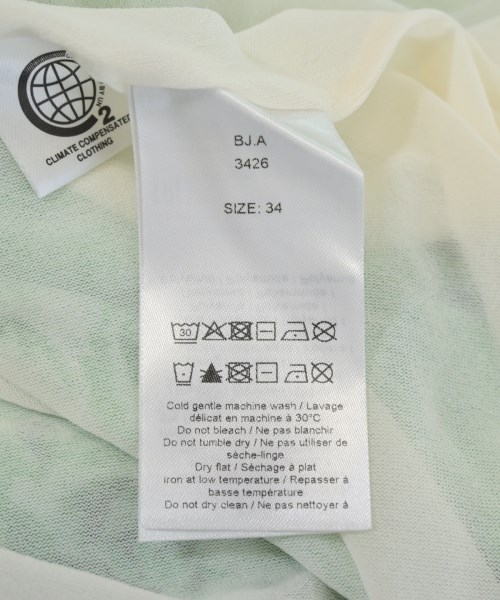 2
CLIMATE COMPENSATED
CLOTHING
BJ.A
3426
SIZE: 34
30
Cold gentle machine wash / Lavage
délicat en machine à 30°C
Do not bleach / Ne pas blanchir
Do not tumble dry / Ne pas utiliser de
sèche-linge
Dry flat / Séchage à plat
iron at low temperature / Repasser à
basse température
Do not dry clean / Ne pas nettoyer à